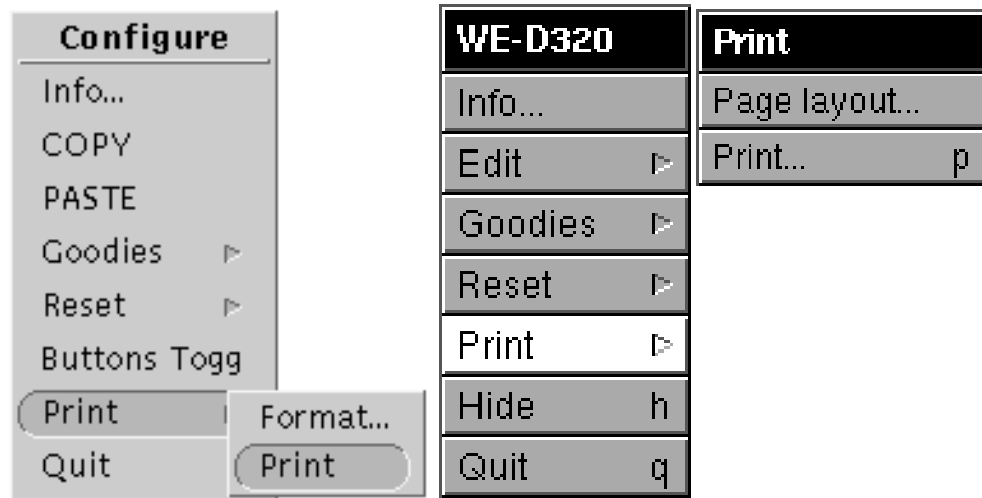 Configure
Info...
COPY
PASTE
Goodies
Reset
Buttons Togg
Print
Quit
Format...
Print
WE-D320
Info...
Edit
Goodies
Reset
Print
Hide h
Quit q
Print
Page layout...
Print... p